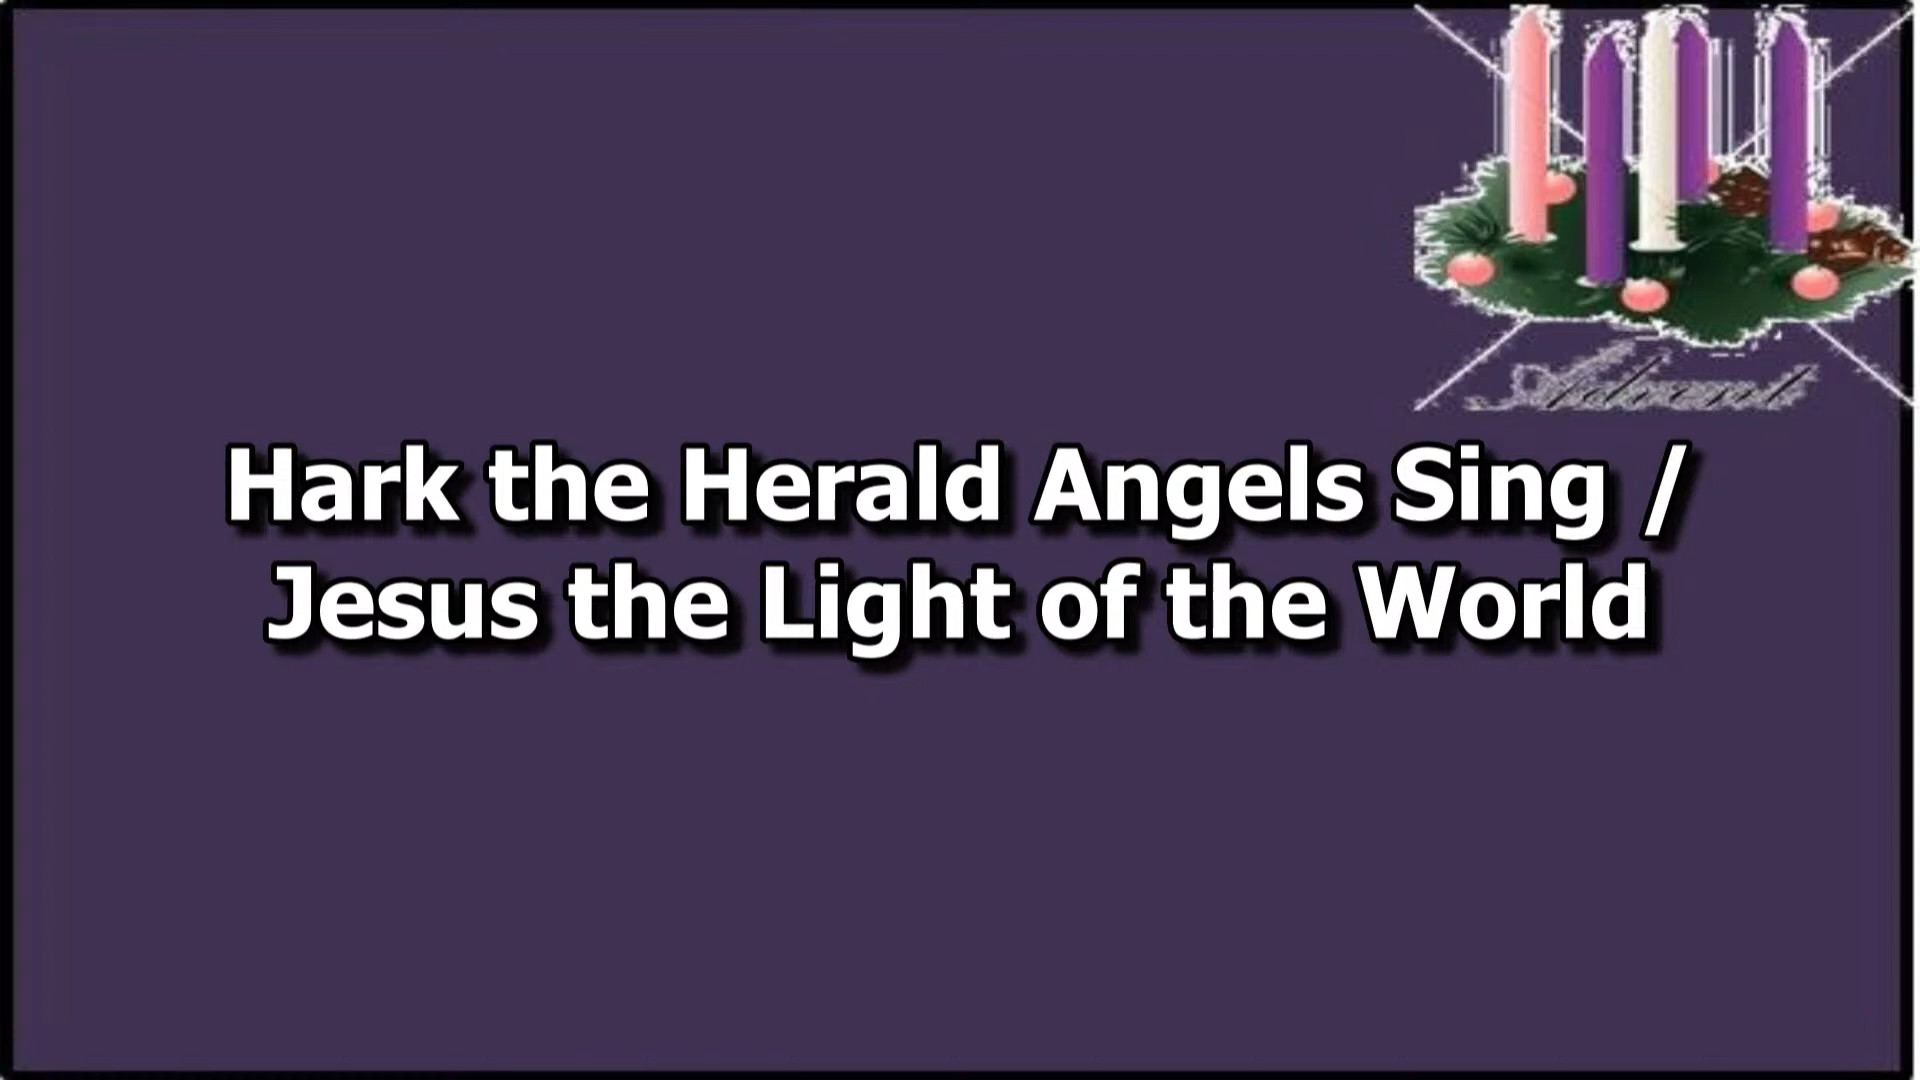 Advent
Hark the Herald Angels Sing /
Jesus the Light of the World